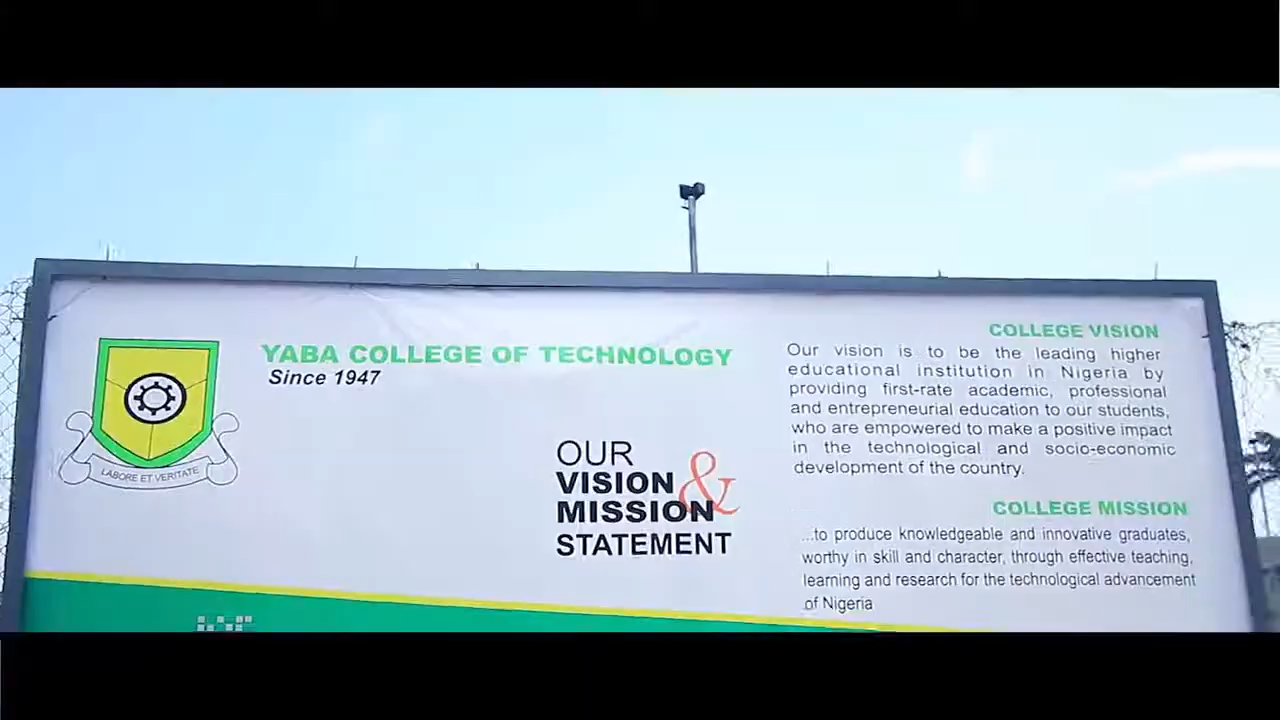 YABA COLLEGE OF TECHNOLOGY
Since 1947
LABORE ET VERITATE
OUR
VISION &
MISSION
STATEMENT
COLLEGE VISION
Our vision is to be the leading higher
educational institution in Nigeria by
providing first-rate academic, professional
and entrepreneurial education to our students,
who are empowered to make a positive impact
in the technological and socio-economic
development of the country.
COLLEGE MISSION
...to produce knowledgeable and innovative graduates,
worthy in skill and character, through effective teaching,
learning and research for the technological advancement
of Nigeria